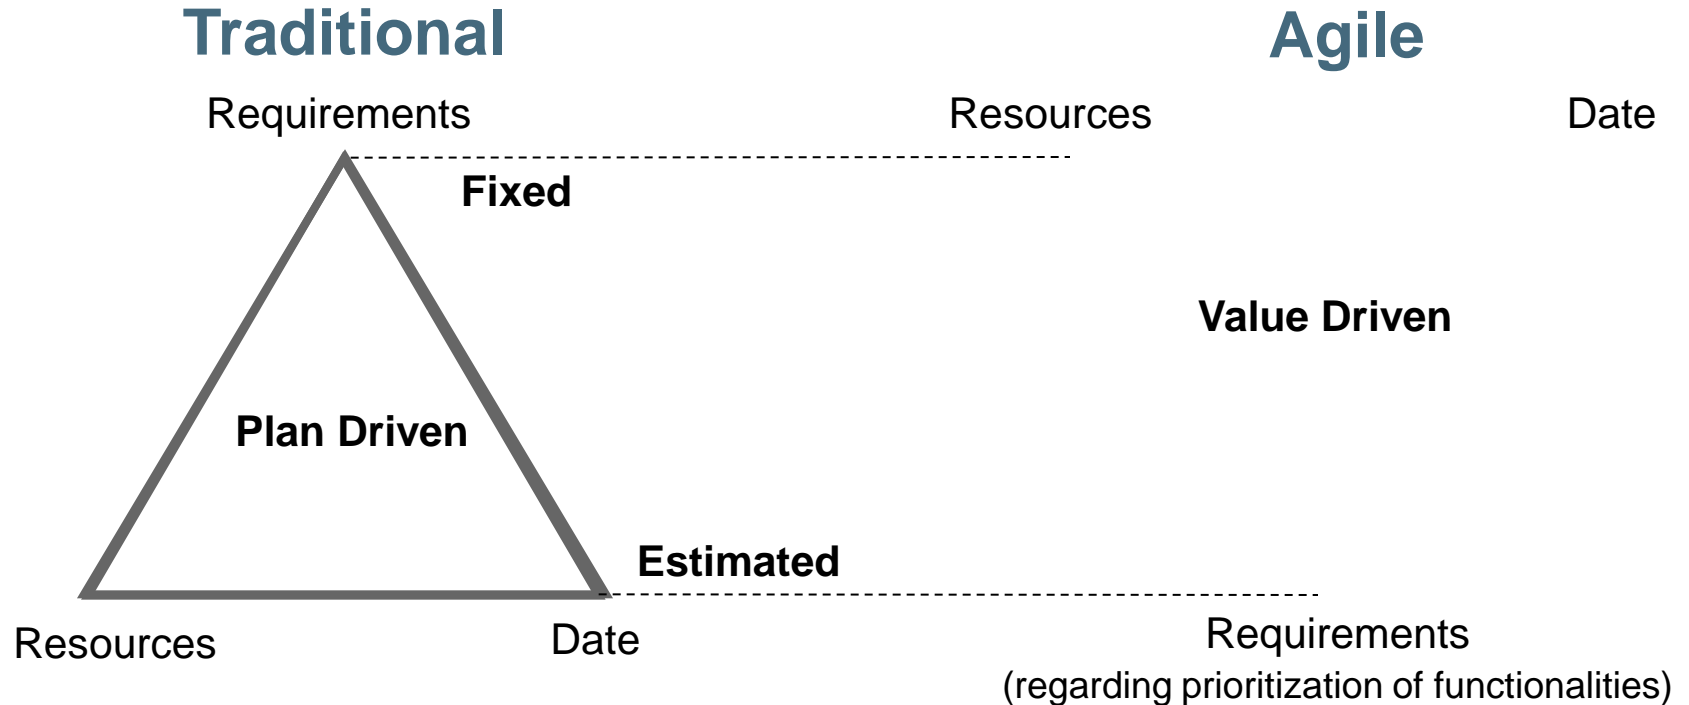 Traditional
Agile
Requirements
Resources
Date
Fixed
Value Driven
Plan Driven
Estimated
Resources
Date
Requirements
(regarding prioritization of functionalities)